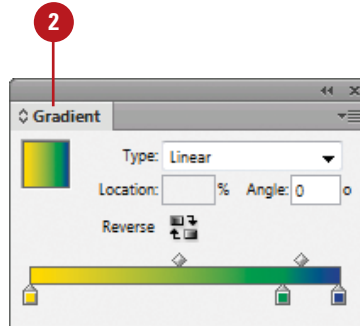 2
Gradient
Type: Linear
Location: % Angle: 0 o
Reverse